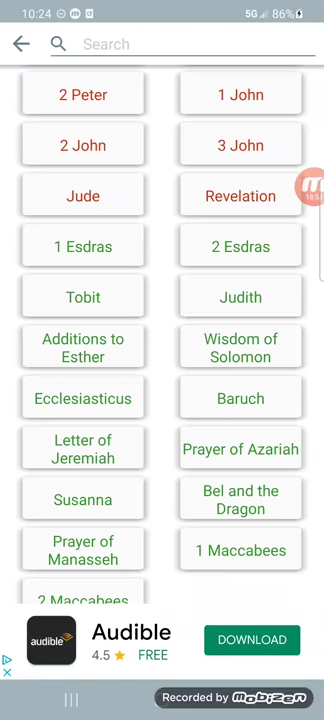 10:24
5G 86%
Search
2 Peter
1 John
2 John
3 John
Jude
Revelation
1 Esdras
2 Esdras
Tobit
Judith
Additions to
Esther
Wisdom of
Solomon
Ecclesiasticus
Baruch
Letter of
Jeremiah
Prayer of Azariah
Susanna
Bel and the
Dragon
Prayer of
Manasseh
1 Maccabees
2 Maccabees
audible
Audible
4.5 ★ FREE
DOWNLOAD
Recorded by mobizen